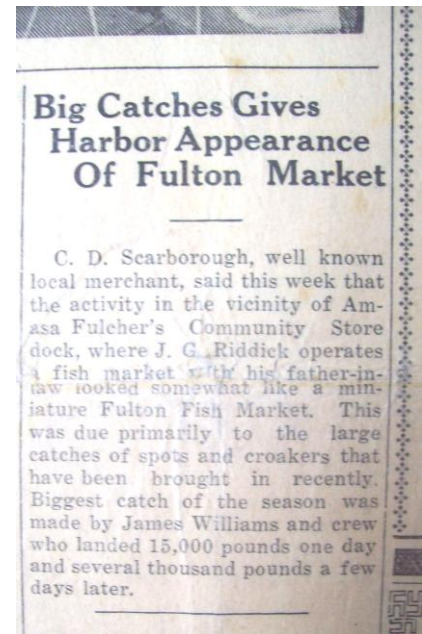 Big Catches Gives
Harbor Appearance
Of Fulton Market
C. D. Scarborough, well known
local merchant, said this week that
the activity in the vicinity of Am-
asa Fulcher's Community Store
dock, where J. G. Riddick operates
a fish market with his father-in-
law looked somewhat like a min-
iature Fulton Fish Market. This
was due primarily to the large
catches of spots and croakers that
have been brought in recently.
Biggest catch of the season was
made by James Williams and crew
who landed 15,000 pounds one day
and several thousand pounds a few
days later.